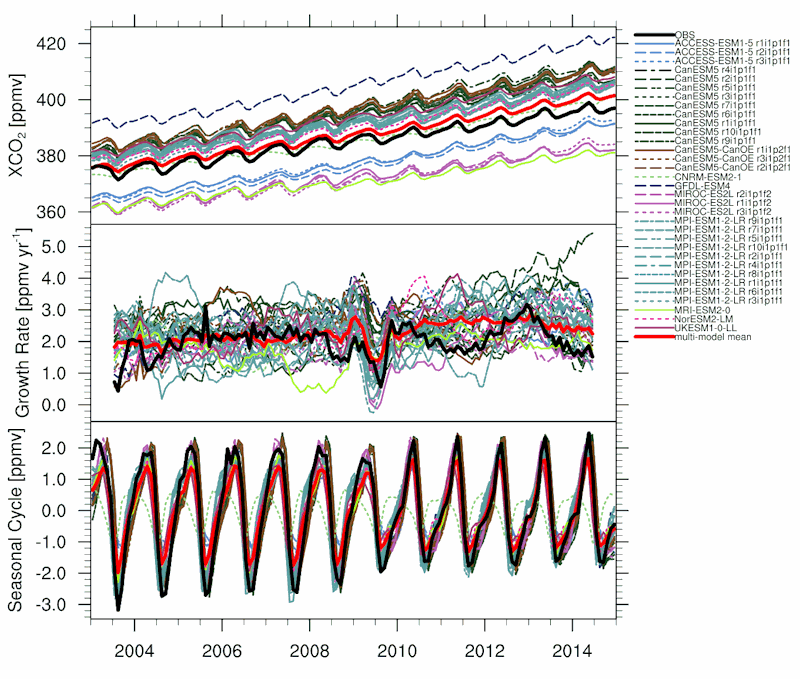 420
400
380
360
XCO2 [ppmv]
5.0
4.0
3.0
2.0
1.0
0.0
Growth Rate [ppmv yr-1]
2.0
1.0
0.0
-1.0
-2.0
-3.0
Seasonal Cycle [ppmv]
2004
2006
2008
2010
2012
2014
OBS
ACCESS-ESM1-5 r1i1p1f1
ACCESS-ESM1-5 r2i1p1f1
ACCESS-ESM1-5 r3i1p1f1
CanESM5 r4i1p1f1
CanESM5 r2i1p1f1
CanESM5 r5i1p1f1
CanESM5 r3i1p1f1
CanESM5 r7i1p1f1
CanESM5 r6i1p1f1
CanESM5 r1i1p1f1
CanESM5 r10i1p1f1
CanESM5 r9i1p1f1
CanESM5-CanOE r1i1p2f1
CanESM5-CanOE r3i1p2f1
CanESM5-CanOE r2i1p2f1
CNRM-ESM2-1
GFDL-ESM4
MIROC-ES2L r2i1p1f2
MIROC-ES2L r1i1p1f2
MIROC-ES2L r3i1p1f2
MPI-ESM1-2-LR r9i1p1f1
MPI-ESM1-2-LR r7i1p1f1
MPI-ESM1-2-LR r5i1p1f1
MPI-ESM1-2-LR r10i1p1f1
MPI-ESM1-2-LR r2i1p1f1
MPI-ESM1-2-LR r4i1p1f1
MPI-ESM1-2-LR r8i1p1f1
MPI-ESM1-2-LR r1i1p1f1
MPI-ESM1-2-LR r6i1p1f1
MPI-ESM1-2-LR r3i1p1f1
MRI-ESM2-0
NorESM2-LM
UKESM1-0-LL
multi-model mean